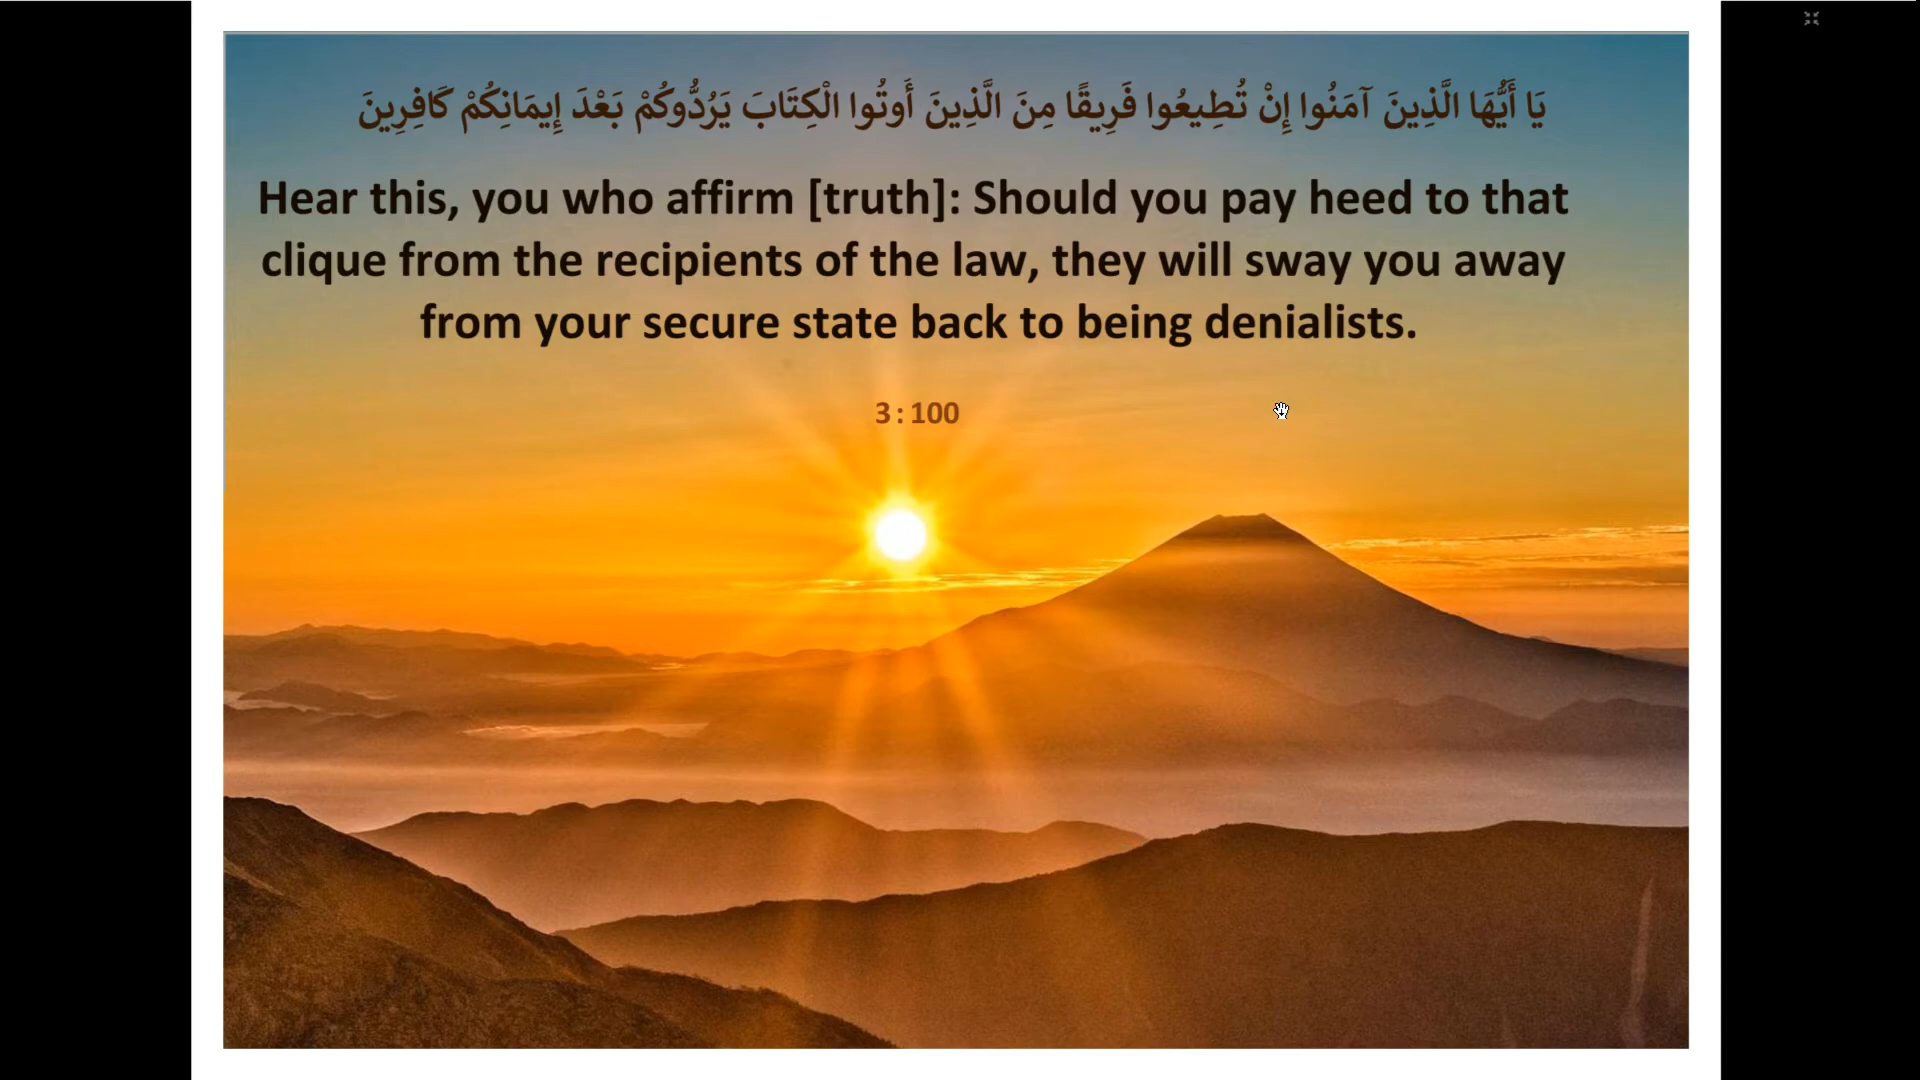 يَا أَيُّهَا الَّذِينَ آمَنُوا إِنْ تُطِيعُوا فَرِيقًا مِنَ الَّذِينَ أُوتُوا الْكِتَابَ يَرُدُّوكُمْ بَعْدَ إِيمَانِكُمْ كَافِرِينَ
Hear this, you who affirm [truth]: Should you pay heed to that
clique from the recipients of the law, they will sway you away
from your secure state back to being denialists.
3 : 100